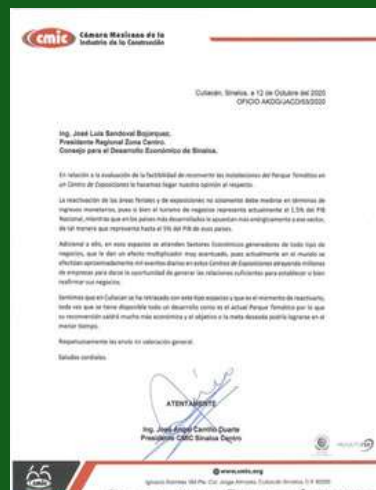 cmic
Cámara Mexicana de la
Industria de la Construcción
Culiacán, Sinaloa, a 12 de Octubre del 2020
OFICIO
Ing. José Luis Sandoval Bojórquez.
Presidente Regional Zona Centro.
Consejo para el Desarrollo Económico de Sinaloa.
En relación a la evaluación de la factibilidad de reconvertir las instalaciones del Parque Temático en
un Centro de Exposiciones le hacemos llegar nuestra opinión al respecto.
La reactivación de las áreas feriales y de exposiciones no solamente debe medirse en términos de
ingresos monetarios, pues si bien el turismo de negocios representa actualmente el 1.5% del PIB
Nacional, mientras que en los países más desarrollados le apuestan más enérgicamente a ese sector,
de tal manera que representa hasta el 5% del PIB de esos países.
Adicional a ello, en esos espacios se atienden Sectores Económicos generadores de todo tipo de
negocios, que le dan un efecto multiplicador muy acentuado, pues actualmente en el mundo se
efectúan aproximadamente mil eventos diarios en estos Centros de Exposiciones atrayendo millones
de empresas para darse la oportunidad de generar las relaciones suficientes para establecer o bien
reafirmar sus negocios.
Sentimos que en Culiacán se ha retrasado con este tipo espacios y que es el momento de reactivarlo,
toda vez que se tiene disponible todo un desarrollo como es el actual Parque Temático por lo que
su reconversión saldrá mucho más económica y el objetivo o la meta deseada podría lograrse en el
menor tiempo.
Respetuosamente les envío mi valoración general.
Saludos cordiales.
ATENTAMENTE
Ing. José Ángel Carrillo Duarte
Presidente CMIC Sinaloa Centro
65
www.cmic.org